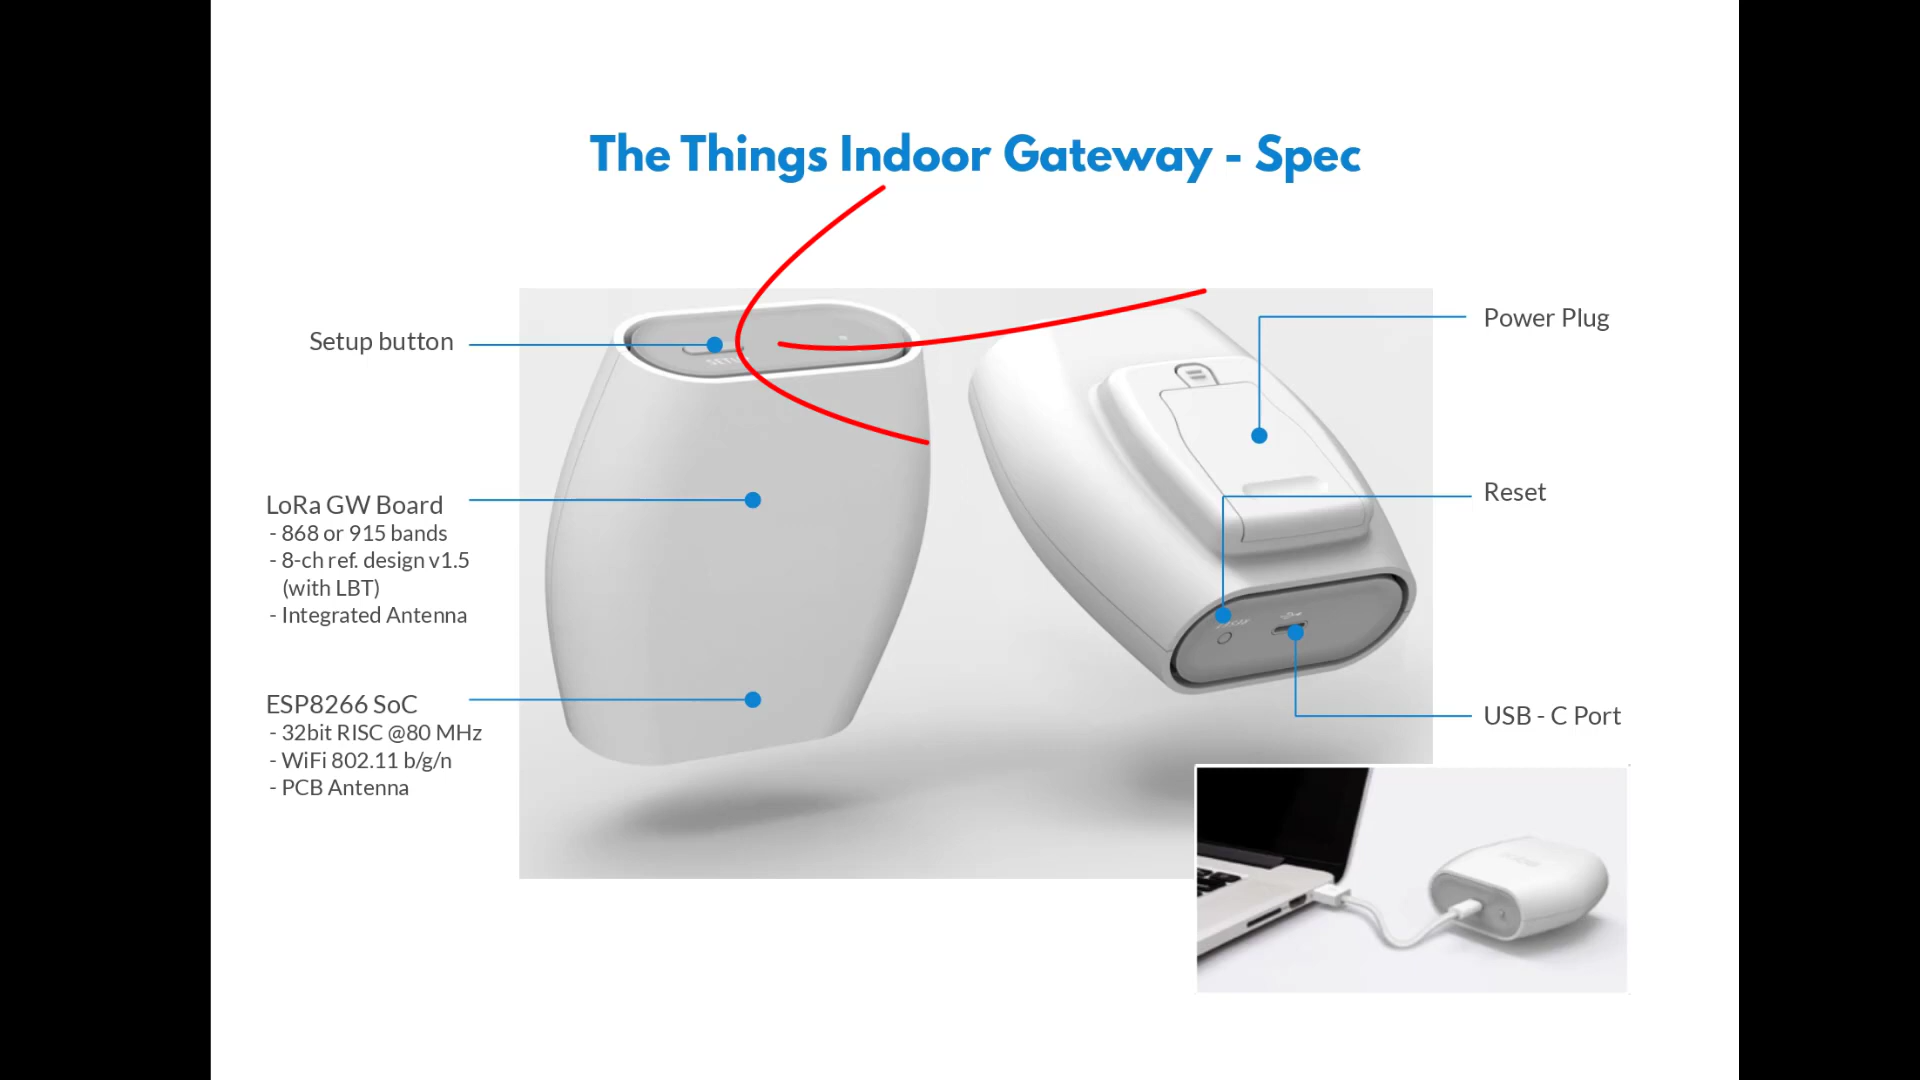 The Things Indoor Gateway - Spec
Setup button
LoRa GW Board
- 868 or 915 bands
- 8-ch ref. design v1.5
(with LBT)
- Integrated Antenna
ESP8266 SoC
- 32bit RISC @80 MHz
- WiFi 802.11 b/g/n
- PCB Antenna
Power Plug
Reset
USB - C Port